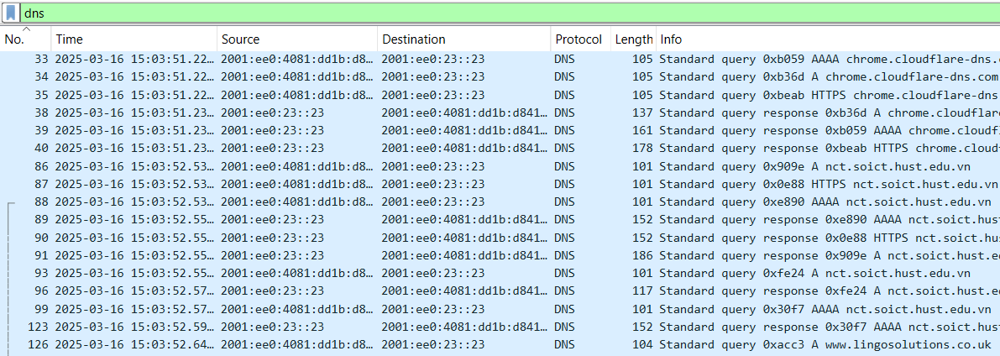 dns
No. Time Source Destination Protocol Length Info
33 2025-03-16 15:03:51.22… 2001:ee0:4081:dd1b:d8… 2001:ee0:23::23 DNS 105 Standard query 0xb059 AAAA chrome.cloudflare-dns.c
34 2025-03-16 15:03:51.22… 2001:ee0:4081:dd1b:d8… 2001:ee0:23::23 DNS 105 Standard query 0xb36d A chrome.cloudflare-dns.com
35 2025-03-16 15:03:51.22… 2001:ee0:4081:dd1b:d8… 2001:ee0:23::23 DNS 105 Standard query 0xbeab HTTPS chrome.cloudflare-dns
38 2025-03-16 15:03:51.23… 2001:ee0:23::23 2001:ee0:4081:dd1b:d841… DNS 137 Standard query response 0xb36d A chrome.cloudflare
39 2025-03-16 15:03:51.23… 2001:ee0:23::23 2001:ee0:4081:dd1b:d841… DNS 161 Standard query response 0xb059 AAAA chrome.cloudf
40 2025-03-16 15:03:51.23… 2001:ee0:23::23 2001:ee0:4081:dd1b:d841… DNS 178 Standard query response 0xbeab HTTPS chrome.cloud
86 2025-03-16 15:03:52.53… 2001:ee0:4081:dd1b:d8… 2001:ee0:23::23 DNS 101 Standard query 0x909e A nct.soict.hust.edu.vn
87 2025-03-16 15:03:52.53… 2001:ee0:4081:dd1b:d8… 2001:ee0:23::23 DNS 101 Standard query 0x0e88 HTTPS nct.soict.hust.edu.vn
88 2025-03-16 15:03:52.53… 2001:ee0:4081:dd1b:d8… 2001:ee0:23::23 DNS 101 Standard query 0xe890 AAAA nct.soict.hust.edu.vn
89 2025-03-16 15:03:52.55… 2001:ee0:23::23 2001:ee0:4081:dd1b:d841… DNS 152 Standard query response 0xe890 AAAA nct.soict.hus
90 2025-03-16 15:03:52.55… 2001:ee0:23::23 2001:ee0:4081:dd1b:d841… DNS 152 Standard query response 0x0e88 HTTPS nct.soict.hu
91 2025-03-16 15:03:52.55… 2001:ee0:23::23 2001:ee0:4081:dd1b:d841… DNS 186 Standard query response 0x909e A nct.soict.hust.e
93 2025-03-16 15:03:52.55… 2001:ee0:4081:dd1b:d8… 2001:ee0:23::23 DNS 101 Standard query 0xfe24 A nct.soict.hust.edu.vn
96 2025-03-16 15:03:52.57… 2001:ee0:23::23 2001:ee0:4081:dd1b:d841… DNS 117 Standard query response 0xfe24 A nct.soict.hust.e
99 2025-03-16 15:03:52.57… 2001:ee0:4081:dd1b:d8… 2001:ee0:23::23 DNS 101 Standard query 0x30f7 AAAA nct.soict.hust.edu.vn
123 2025-03-16 15:03:52.59… 2001:ee0:23::23 2001:ee0:4081:dd1b:d841… DNS 152 Standard query response 0x30f7 AAAA nct.soict.hus
126 2025-03-16 15:03:52.64… 2001:ee0:4081:dd1b:d8… 2001:ee0:23::23 DNS 104 Standard query 0xacc3 A www.lingosolutions.co.uk